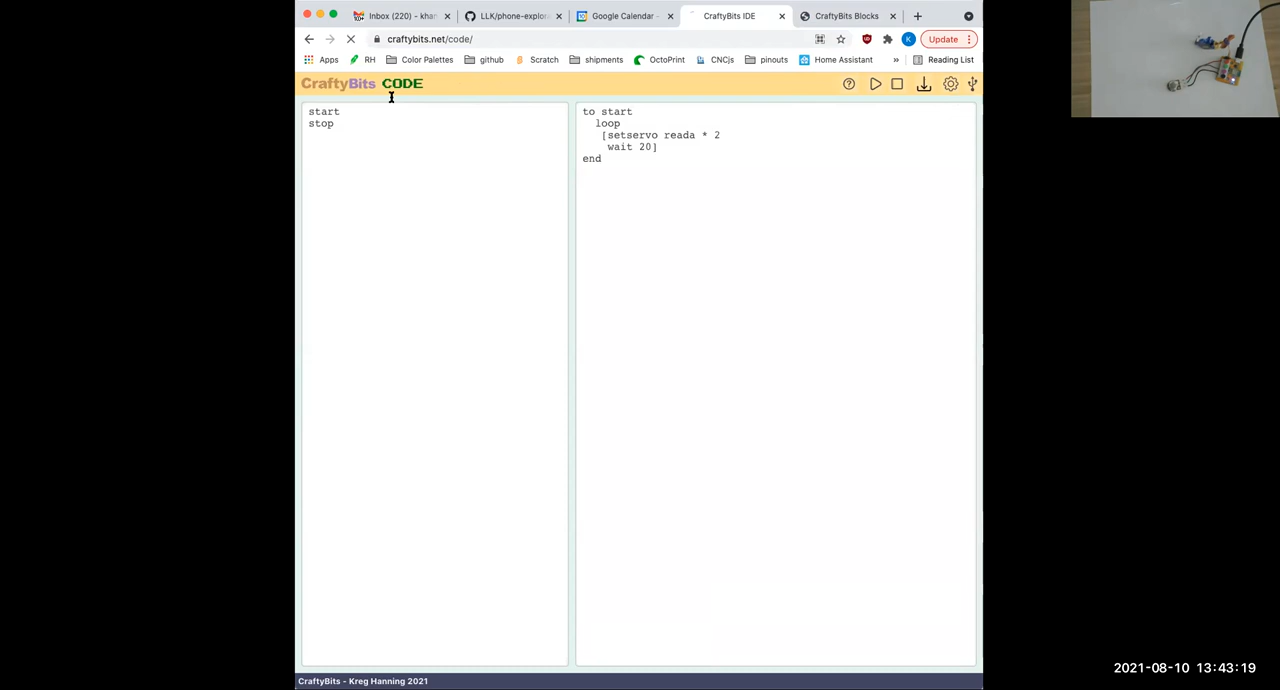 Inbox (220) - khan
LLK/phone-explora
Google Calendar -
CraftyBits IDE
CraftyBits Blocks
craftybits.net/code/
K
Update
Apps
RH
Color Palettes
github
Scratch
shipments
OctoPrint
CNCjs
pinouts
Home Assistant
»
Reading List
CraftyBits CODE
start
stop
to start
loop
[setservo reada * 2
wait 20]
end
CraftyBits - Kreg Hanning 2021
2021-08-10 13:43:19